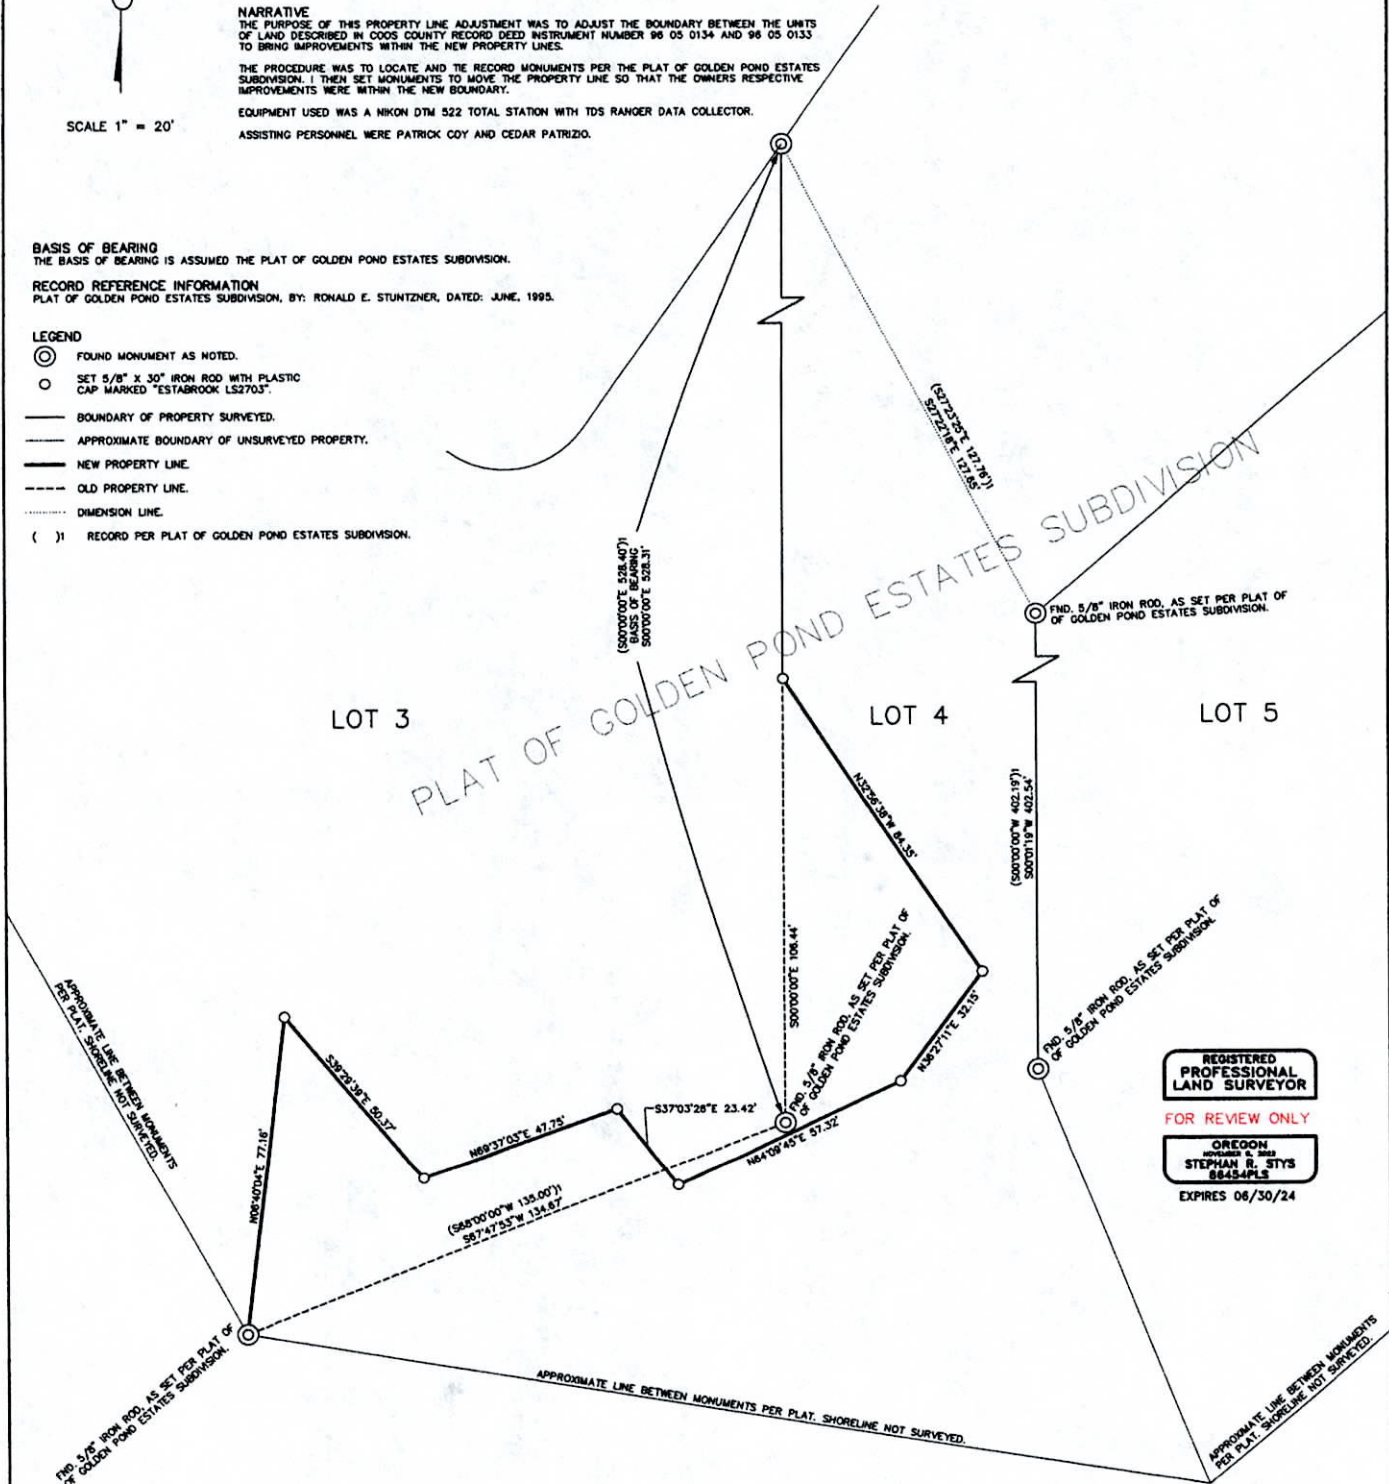 NARRATIVE
THE PURPOSE OF THIS PROPERTY LINE ADJUSTMENT WAS TO ADJUST THE BOUNDARY BETWEEN THE UNITS
OF LAND DESCRIBED IN COOS COUNTY RECORD DEED INSTRUMENT NUMBER 96 05 0134 AND 96 05 0133
TO BRING IMPROVEMENTS WITHIN THE NEW PROPERTY LINES.
THE PROCEDURE WAS TO LOCATE AND TIE RECORD MONUMENTS PER THE PLAT OF GOLDEN POND ESTATES
SUBDIVISION. I THEN SET MONUMENTS TO MOVE THE PROPERTY LINE SO THAT THE OWNERS RESPECTIVE
IMPROVEMENTS WERE WITHIN THE NEW BOUNDARY.
EQUIPMENT USED WAS A NIKON DTM 522 TOTAL STATION WITH TDS RANGER DATA COLLECTOR.
ASSISTING PERSONNEL WERE PATRICK COY AND CEDAR PATRIZIO.
SCALE 1" = 20'
BASIS OF BEARING
THE BASIS OF BEARING IS ASSUMED THE PLAT OF GOLDEN POND ESTATES SUBDIVISION.
RECORD REFERENCE INFORMATION
PLAT OF GOLDEN POND ESTATES SUBDIVISION, BY: RONALD E. STUNTZNER, DATED: JUNE, 1995.
LEGEND
FOUND MONUMENT AS NOTED.
SET 5/8" X 30" IRON ROD WITH PLASTIC
CAP MARKED "ESTABROOK LS2703".
BOUNDARY OF PROPERTY SURVEYED.
APPROXIMATE BOUNDARY OF UNSURVEYED PROPERTY.
NEW PROPERTY LINE.
OLD PROPERTY LINE.
DIMENSION LINE.
( )1 RECORD PER PLAT OF GOLDEN POND ESTATES SUBDIVISION.
(S27°23'25"E 127.76')1
S27°22'18"E 127.65'
(S00°00'00"E 528.40')1
BASIS OF BEARING
S00°00'00"E 528.31'
PLAT OF GOLDEN POND ESTATES SUBDIVISION
FND. 5/8" IRON ROD, AS SET PER PLAT OF
OF GOLDEN POND ESTATES SUBDIVISION.
LOT 3
LOT 4
LOT 5
N32°56'38"W 84.35'
(S00°00'00"W 402.19')1
S00°01'19"W 402.54'
S00°00'00"E 106.44'
FND. 5/8" IRON ROD, AS SET PER PLAT OF
OF GOLDEN POND ESTATES SUBDIVISION.
N36°27'11"E 32.15'
FND. 5/8" IRON ROD, AS SET PER PLAT OF
OF GOLDEN POND ESTATES SUBDIVISION.
APPROXIMATE LINE BETWEEN MONUMENTS
PER PLAT. SHORELINE NOT SURVEYED.
N06°40'04"E 77.16'
S39°29'39"E 50.37'
N69°37'03"E 47.75'
S37°03'28"E 23.42'
N64°09'45"E 57.32'
(S68°00'00"W 135.00')1
S67°47'53"W 134.67'
REGISTERED
PROFESSIONAL
LAND SURVEYOR
FOR REVIEW ONLY
OREGON
NOVEMBER 8, 2022
STEPHAN R. STYS
88454PLS
EXPIRES 06/30/24
FND. 5/8" IRON ROD, AS SET PER PLAT OF
OF GOLDEN POND ESTATES SUBDIVISION.
APPROXIMATE LINE BETWEEN MONUMENTS PER PLAT. SHORELINE NOT SURVEYED.
APPROXIMATE LINE BETWEEN MONUMENTS
PER PLAT. SHORELINE NOT SURVEYED.